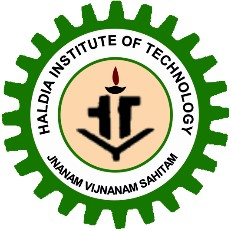 HALDIA INSTITUTE OF TECHNOLOGY
JNANAM VIJNANAM SAHITAM